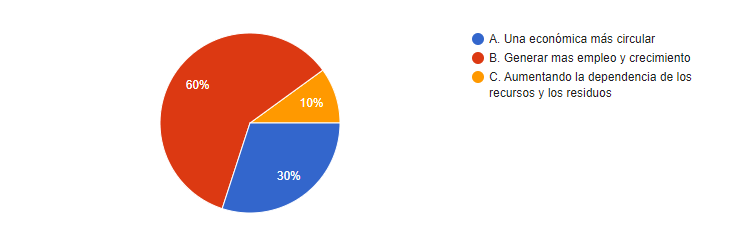 60%
10%
30%
A. Una económica más circular
B. Generar mas empleo y crecimiento
C. Aumentando la dependencia de los
recursos y los residuos